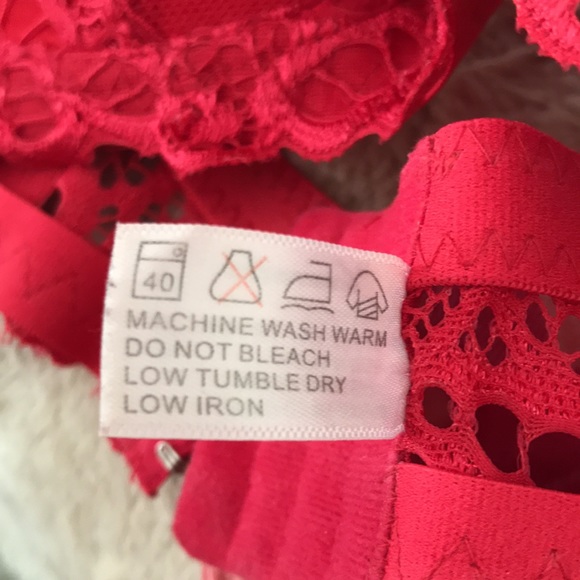 40
MACHINE WASH WARM
DO NOT BLEACH
LOW TUMBLE DRY
LOW IRON